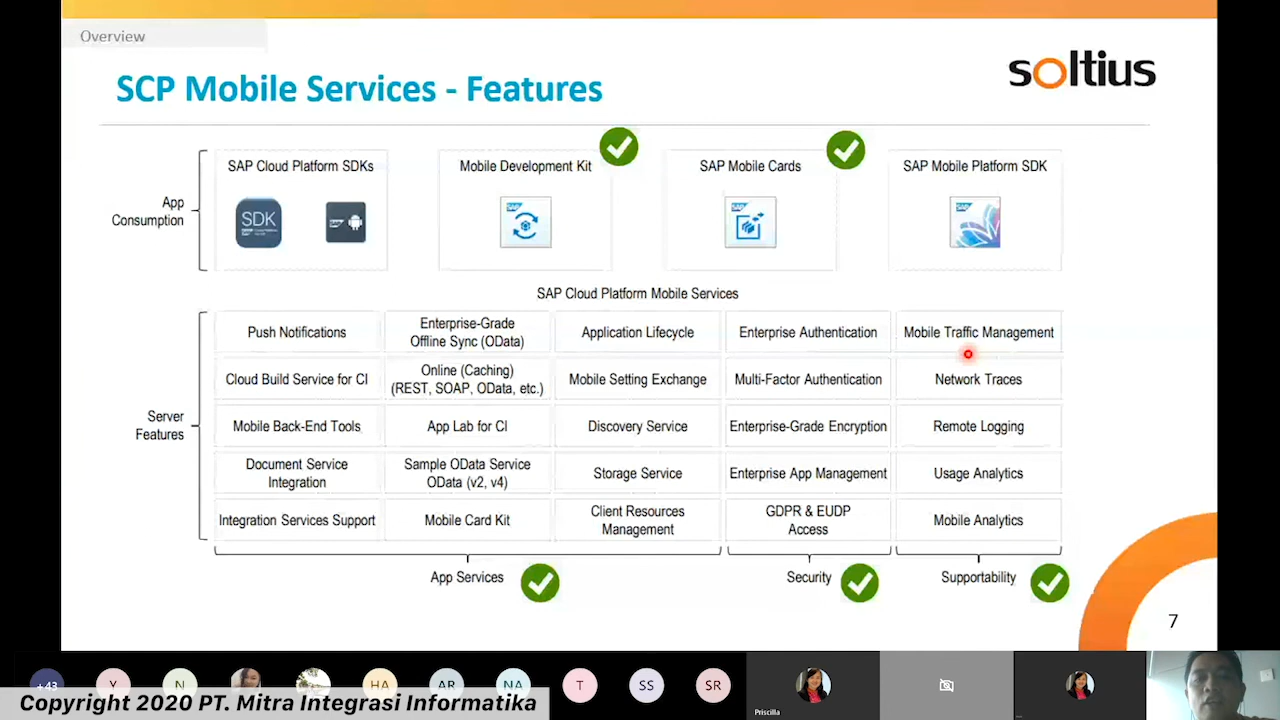 Overview
SCP Mobile Services - Features
soltius
App
Consumption
SAP Cloud Platform SDKs
SDK
SAP
Mobile Development Kit
SAP
SAP Mobile Cards
SAP
SAP Mobile Platform SDK
SAP
SAP Cloud Platform Mobile Services
Server
Features
Push Notifications
Enterprise-Grade
Offline Sync (OData)
Application Lifecycle
Enterprise Authentication
Mobile Traffic Management
Cloud Build Service for CI
Online (Caching)
(REST, SOAP, OData, etc.)
Mobile Setting Exchange
Multi-Factor Authentication
Network Traces
Mobile Back-End Tools
App Lab for CI
Discovery Service
Enterprise-Grade Encryption
Remote Logging
Document Service
Integration
Sample OData Service
OData (v2, v4)
Storage Service
Enterprise App Management
Usage Analytics
Integration Services Support
Mobile Card Kit
Client Resources
Management
GDPR & EUDP
Access
Mobile Analytics
App Services
Security
Supportability
7
+43
Y
N
HA
AR
NA
T
SS
SR
Priscilla
Copyright 2020 PT. Mitra Integrasi Informatika